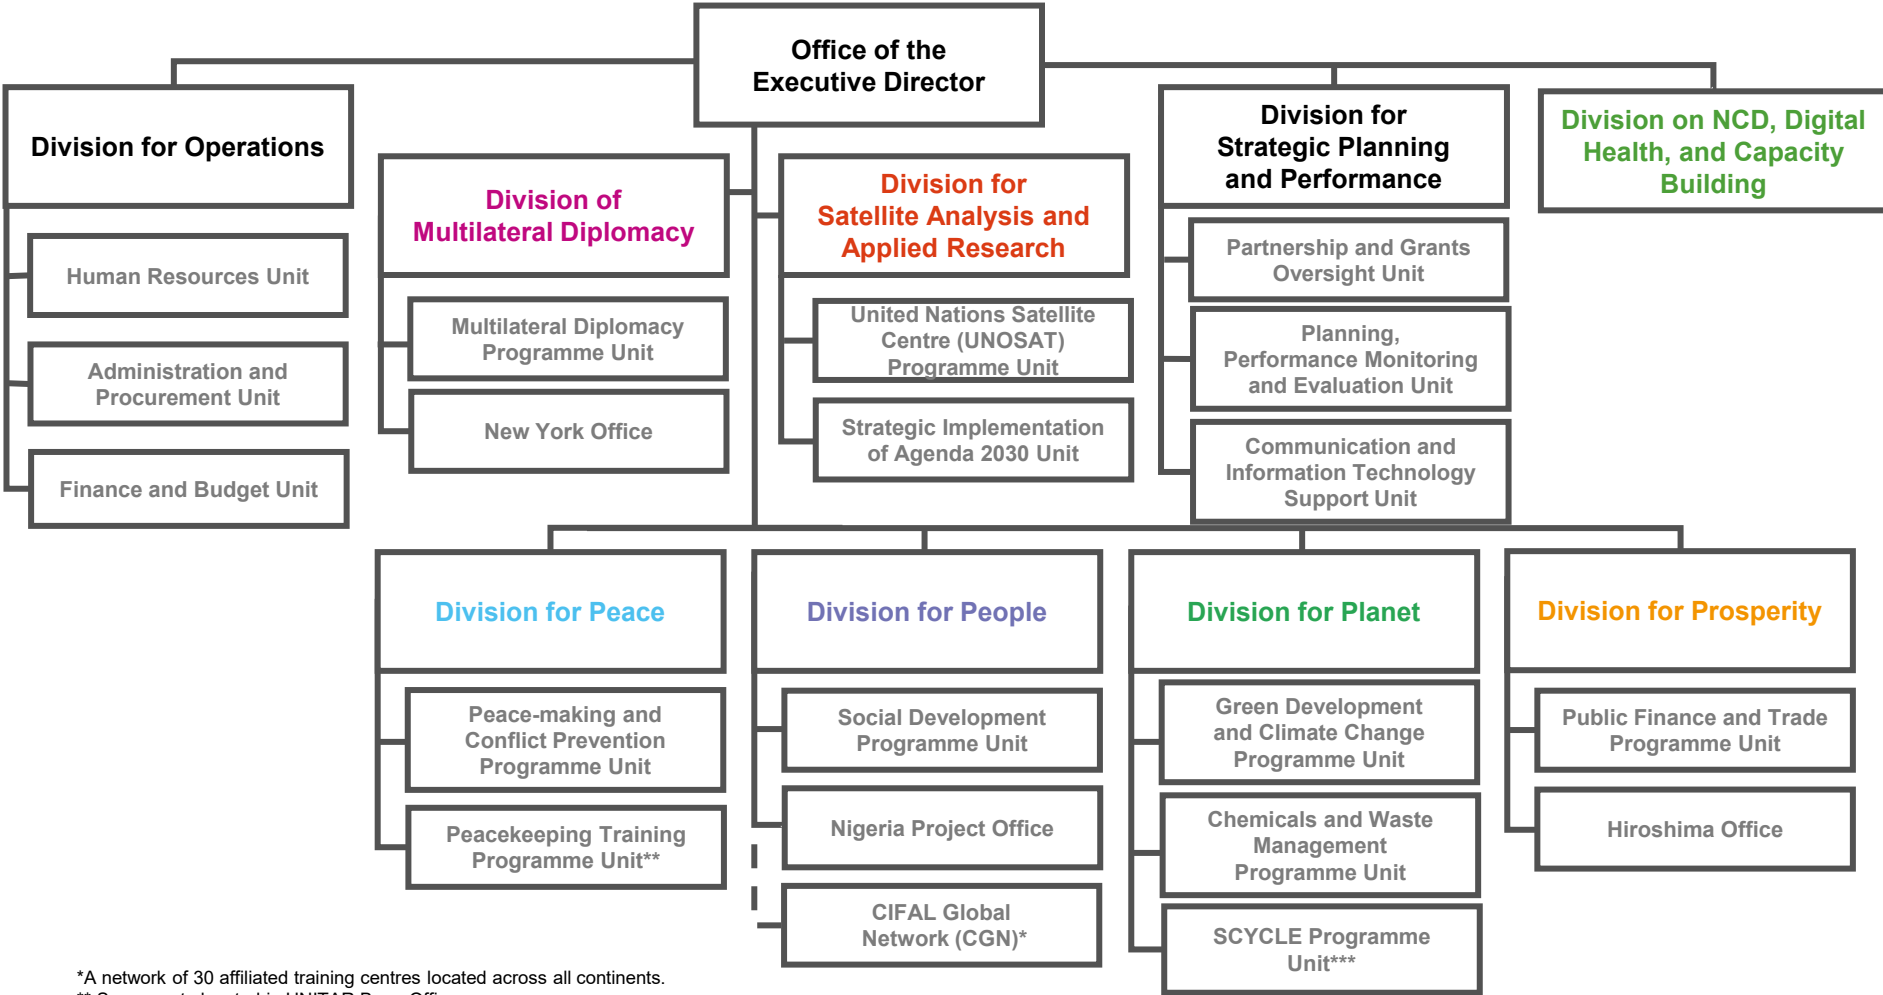 Office of the
Executive Director
Division for Operations
Human Resources Unit
Administration and
Procurement Unit
Finance and Budget Unit
Division of
Multilateral Diplomacy
Multilateral Diplomacy
Programme Unit
New York Office
Division for
Satellite Analysis and
Applied Research
United Nations Satellite
Centre (UNOSAT)
Programme Unit
Strategic Implementation
of Agenda 2030 Unit
Division for
Strategic Planning
and Performance
Partnership and Grants
Oversight Unit
Planning,
Performance Monitoring
and Evaluation Unit
Communication and
Information Technology
Support Unit
Division on NCD, Digital
Health, and Capacity
Building
Division for Peace
Peace-making and
Conflict Prevention
Programme Unit
Peacekeeping Training
Programme Unit**
Division for People
Social Development
Programme Unit
Nigeria Project Office
CIFAL Global
Network (CGN)*
Division for Planet
Green Development
and Climate Change
Programme Unit
Chemicals and Waste
Management
Programme Unit
SCYCLE Programme
Unit***
Division for Prosperity
Public Finance and Trade
Programme Unit
Hiroshima Office
*A network of 30 affiliated training centres located across all continents.